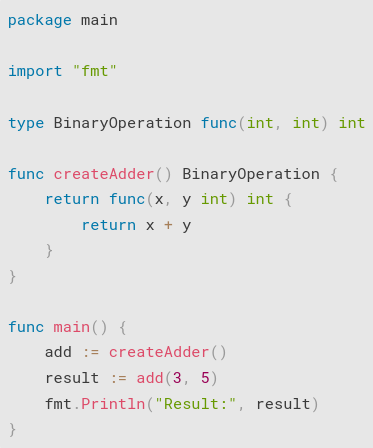 package main

import "fmt"

type BinaryOperation func(int, int) int

func createAdder() BinaryOperation {
    return func(x, y int) int {
        return x + y
    }
}

func main() {
    add := createAdder()
    result := add(3, 5)
    fmt.Println("Result:", result)
}